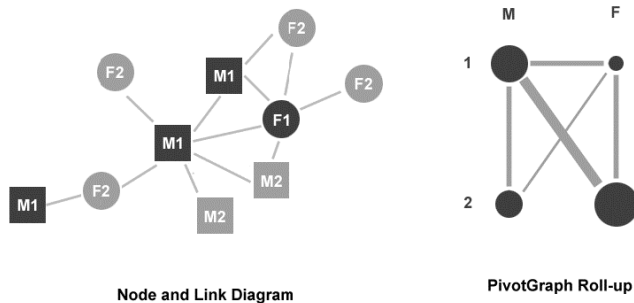 M F
F2
M1
F2
F2
1
F1
M1
M2
F2
M1
M2
2
Node and Link Diagram
PivotGraph Roll-up